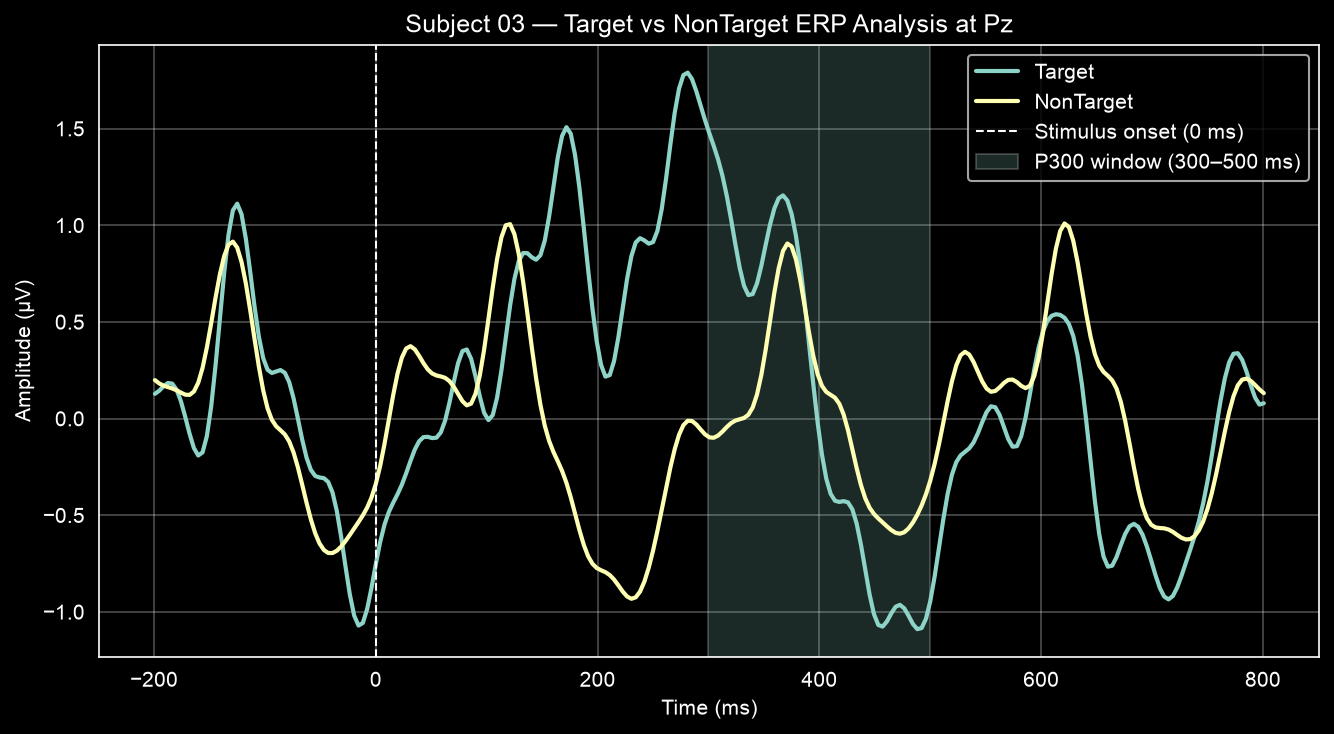 Subject 03 — Target vs NonTarget ERP Analysis at Pz
Target
NonTarget
Stimulus onset (0 ms)
P300 window (300–500 ms)
Amplitude (µV)
1.5
1.0
0.5
0.0
−0.5
−1.0
−200
0
200
400
600
800
Time (ms)